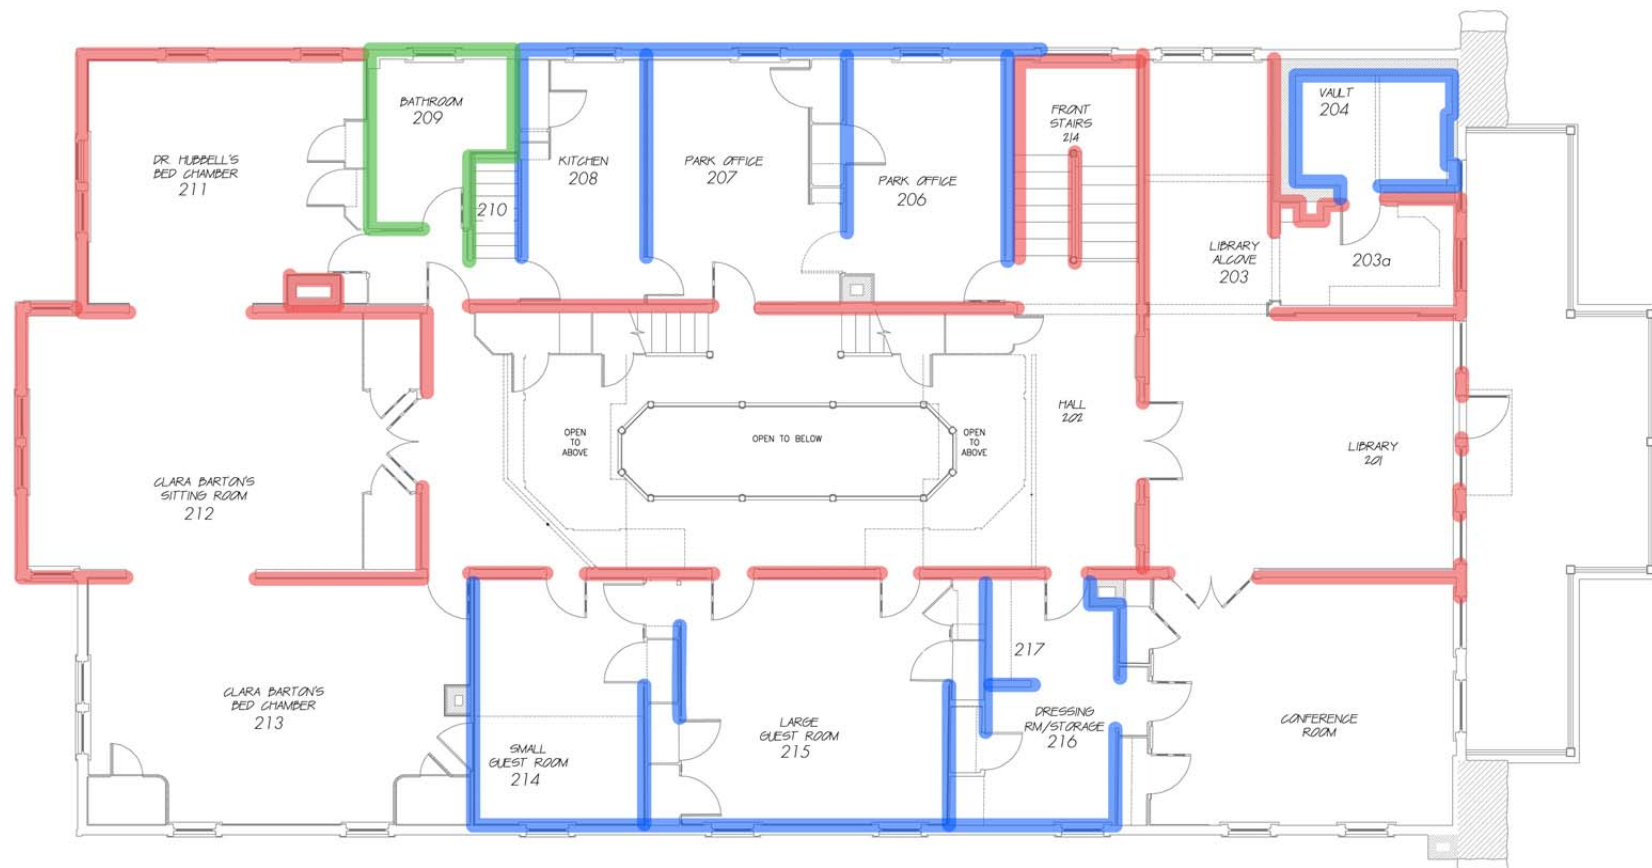 BATHROOM
209
DR. HUBBELL'S
BED CHAMBER
211
210
KITCHEN
208
PARK OFFICE
207
PARK OFFICE
206
FRONT
STAIRS
214
VAULT
204
LIBRARY
ALCOVE
203
203a
HALL
202
OPEN
TO
ABOVE
OPEN TO BELOW
OPEN
TO
ABOVE
LIBRARY
201
CLARA BARTON'S
SITTING ROOM
212
CLARA BARTON'S
BED CHAMBER
213
SMALL
GUEST ROOM
214
LARGE
GUEST ROOM
215
217
DRESSING
RM/STORAGE
216
CONFERENCE
ROOM